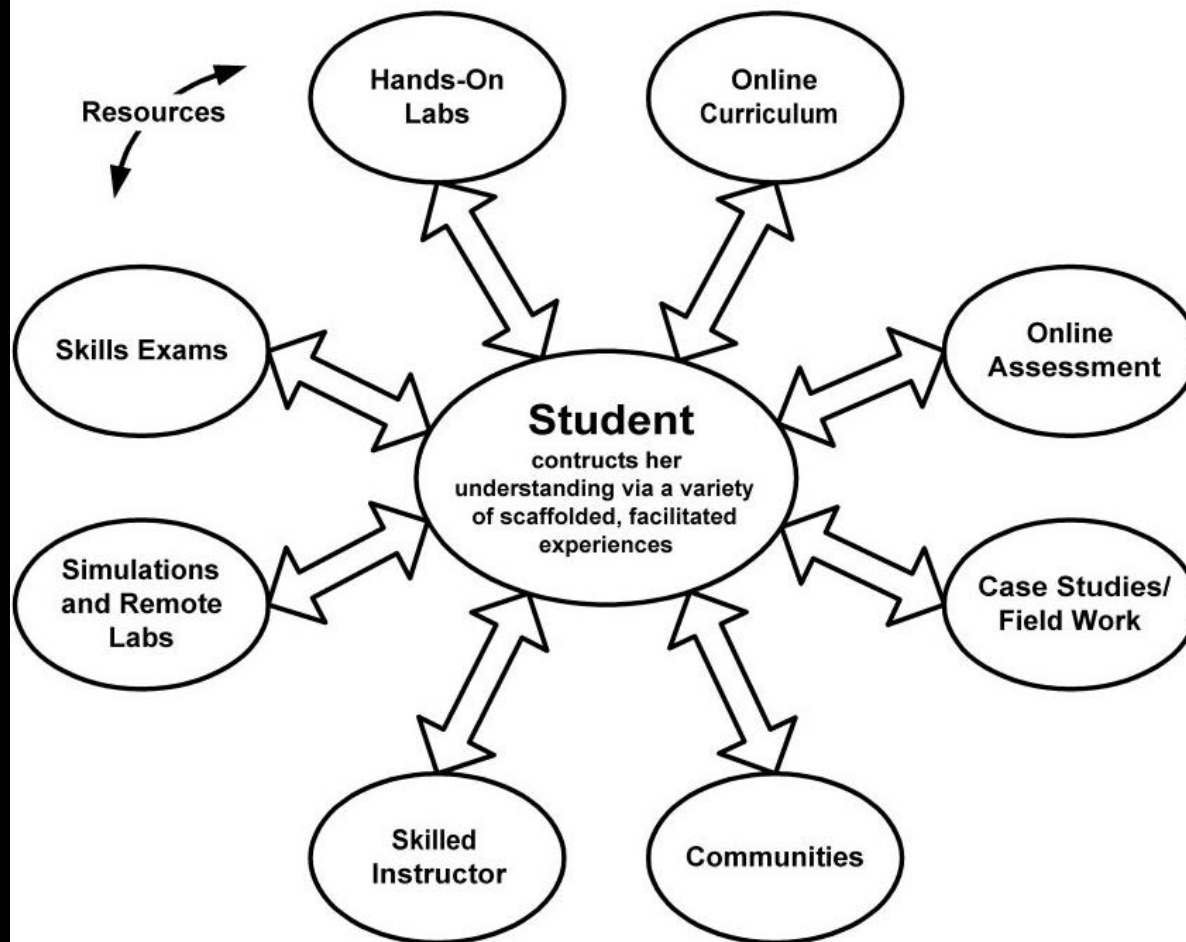 Resources
Hands-On
Labs
Online
Curriculum
Skills Exams
Online
Assessment
Student
contructs her
understanding via a variety
of scaffolded, facilitated
experiences
Simulations
and Remote
Labs
Case Studies/
Field Work
Skilled
Instructor
Communities